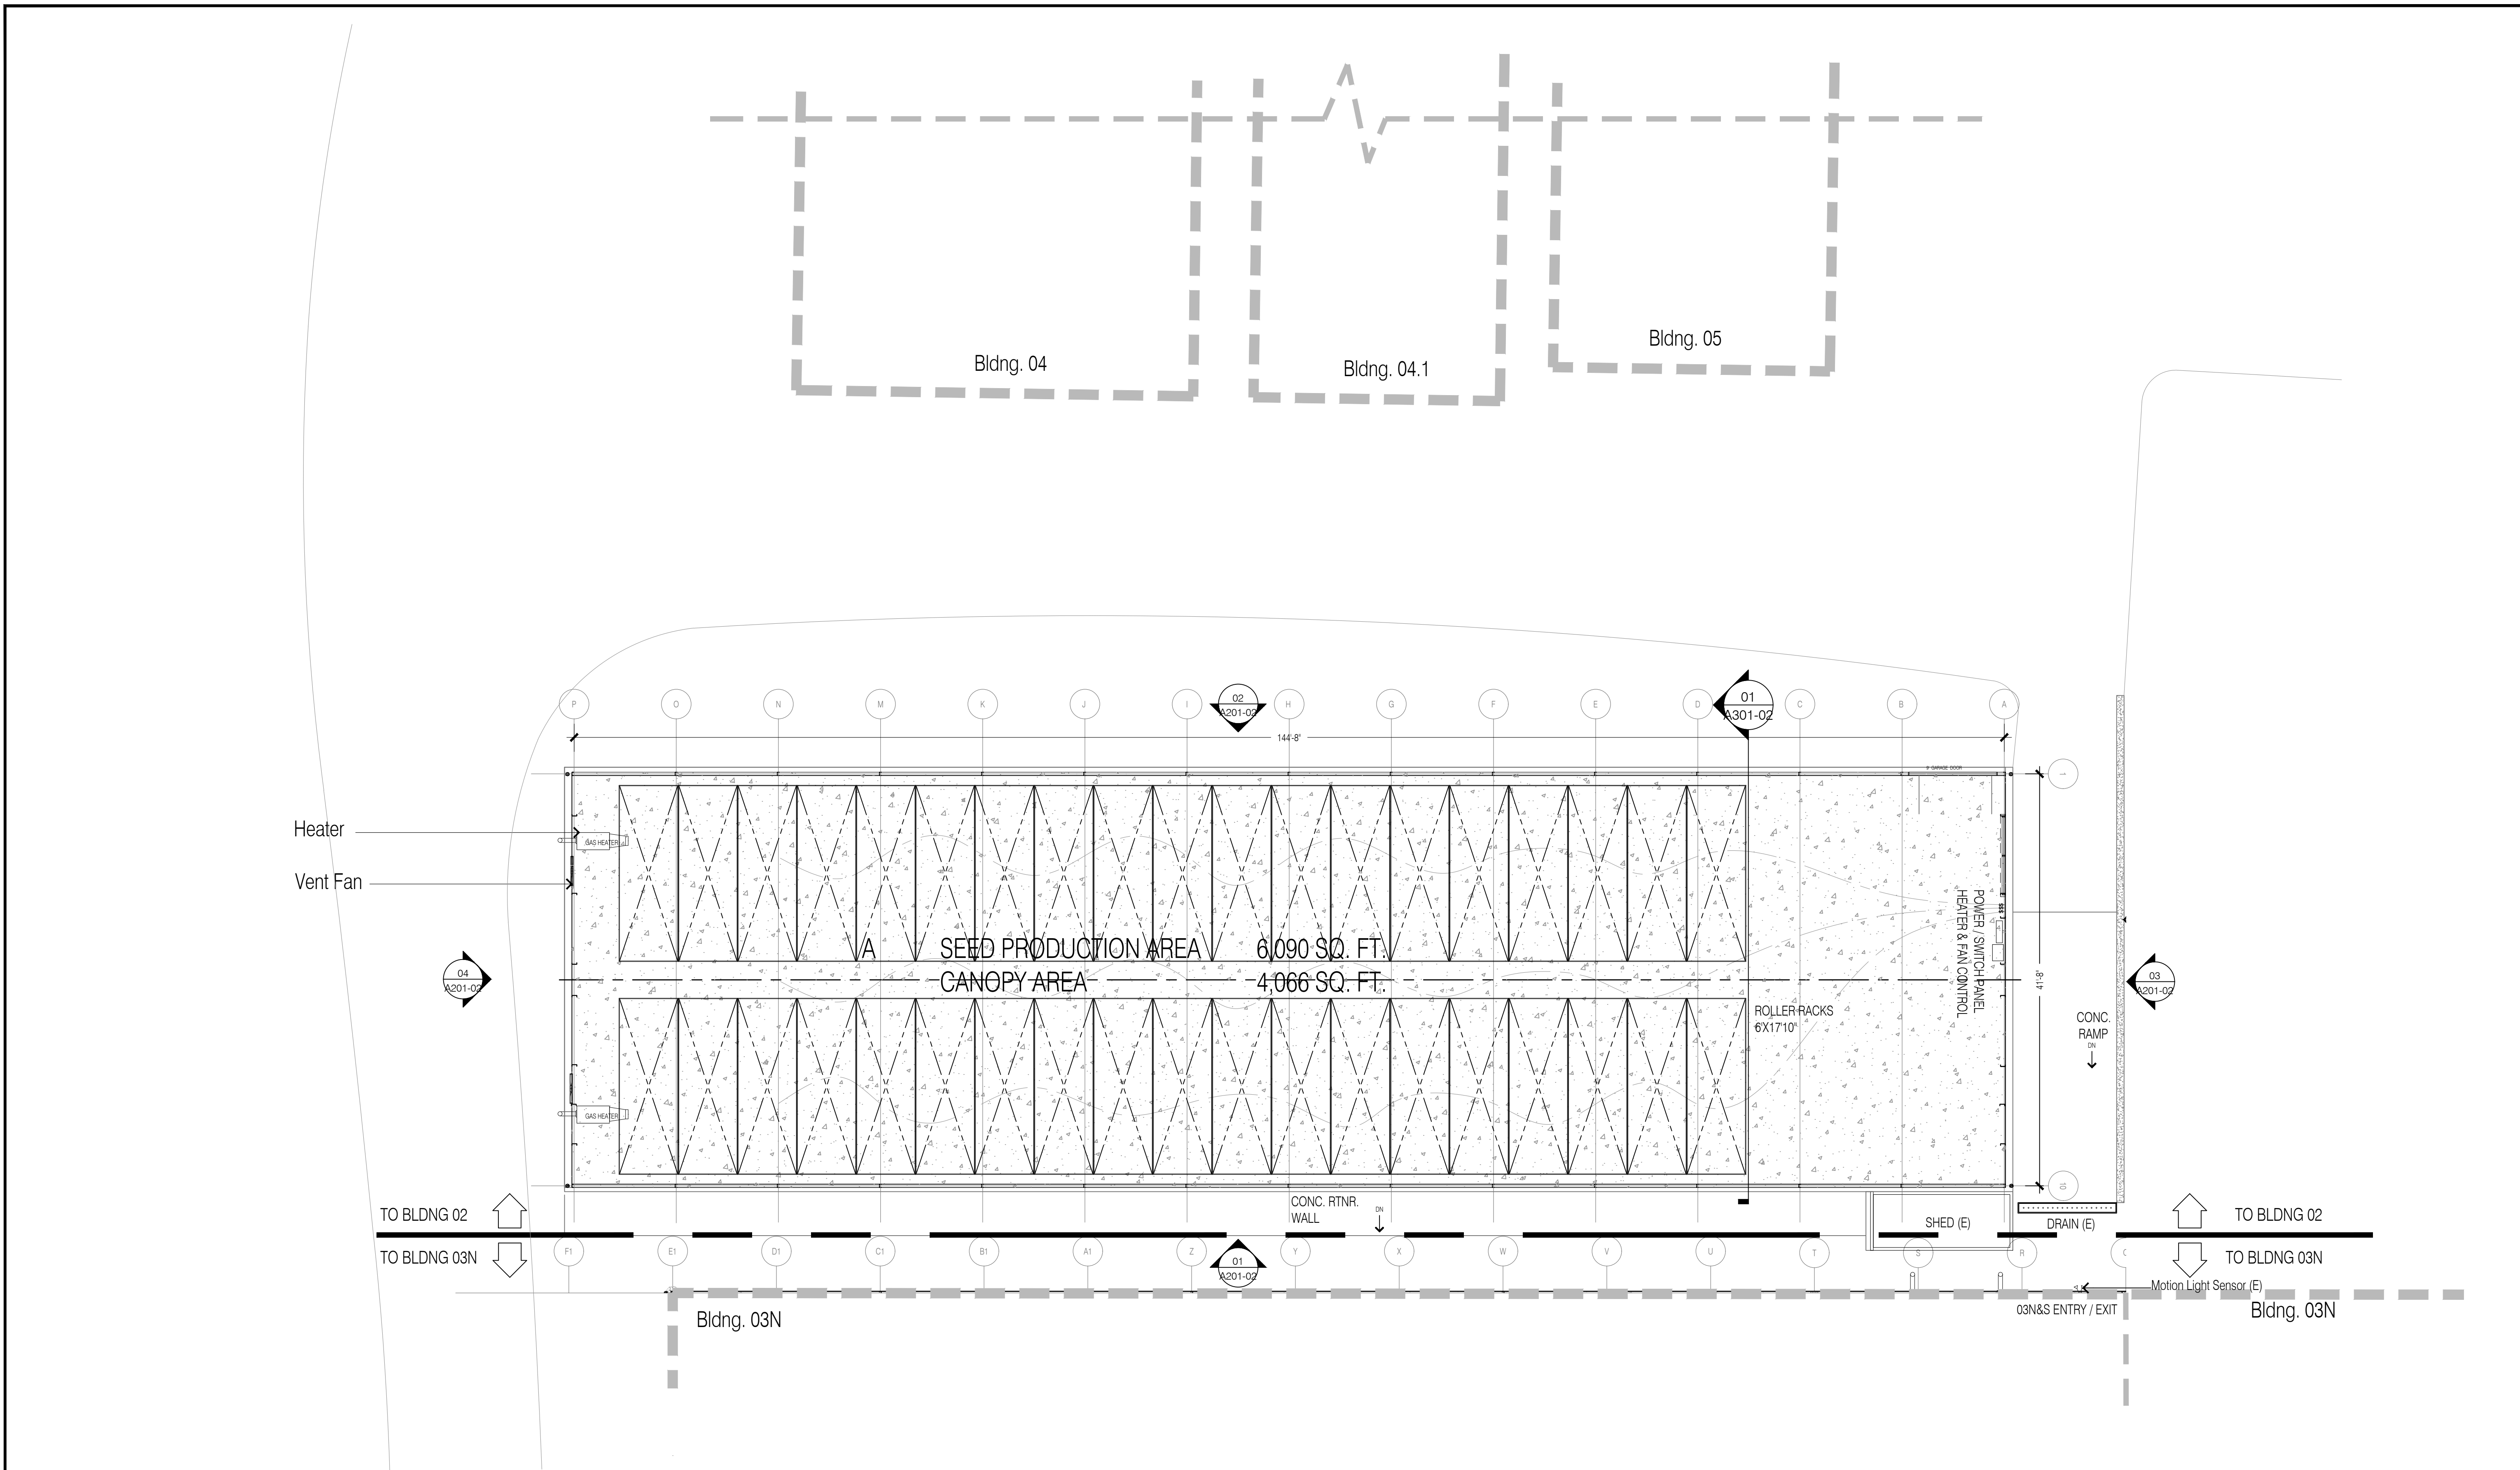 Bldng. 04
Bldng. 04.1
Bldng. 05
P
O
N
M
K
J
I
02
A201-02
H
G
F
E
D
01
A301-02
C
B
A
144'-8"
9' GARAGE DOOR
1
Heater
GAS HEATER
Vent Fan
POWER / SWITCH PANEL
HEATER & FAN CONTROL
$$$
A SEED PRODUCTION AREA 6,090 SQ. FT.
CANOPY AREA 4,066 SQ. FT.
04
A201-02
41'-8"
03
A201-02
ROLLER RACKS
6'X17'10"
CONC.
RAMP
DN
GAS HEATER
10
CONC. RTNR.
WALL
DN
TO BLDNG 02
SHED (E)
DRAIN (E)
TO BLDNG 02
TO BLDNG 03N
F1
E1
D1
C1
B1
A1
Z
01
A201-02
Y
X
W
V
U
T
S
R
TO BLDNG 03N
Motion Light Sensor (E)
03N&S ENTRY / EXIT
Bldng. 03N
Bldng. 03N